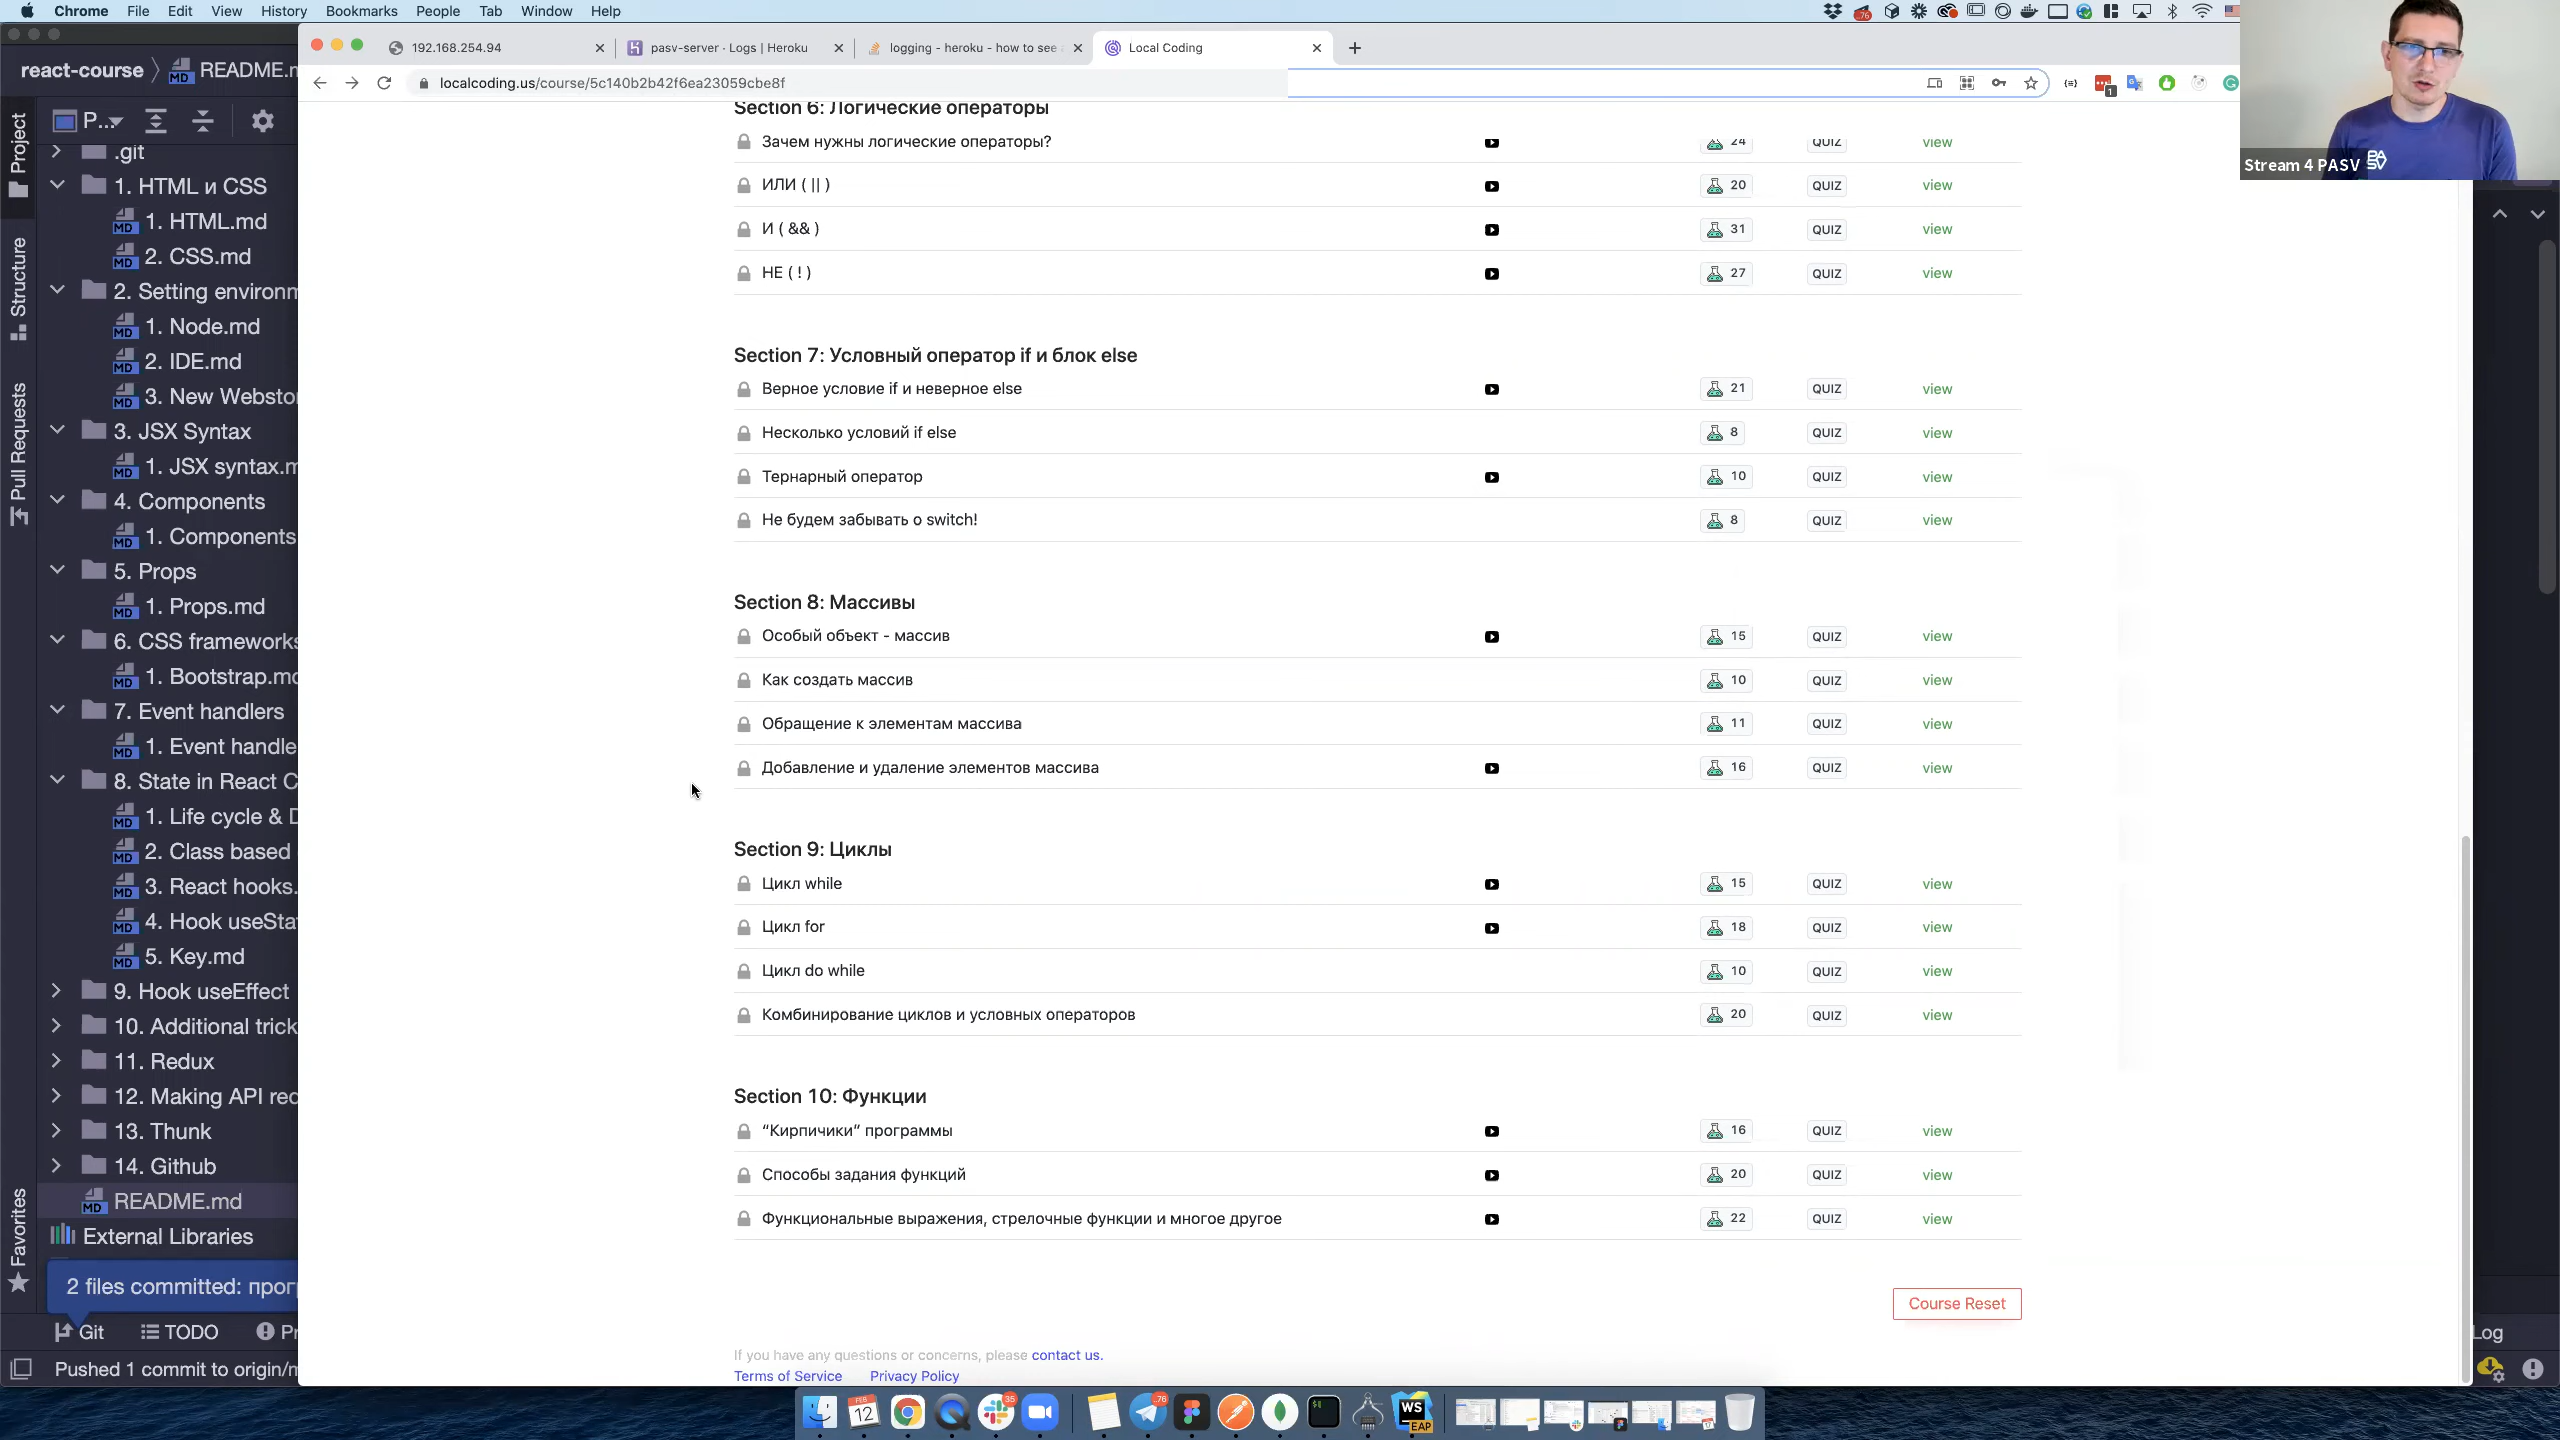 Chrome File Edit View History Bookmarks People Tab Window Help
react-course README.m
192.168.254.94
pasv-server · Logs | Heroku
logging - heroku - how to see
Local Coding
localcoding.us/course/5c140b2b42f6ea23059cbe8f
Stream 4 PASV
Project
Structure
Pull Requests
Favorites
P...
.git
1. HTML и CSS
1. HTML.md
2. CSS.md
2. Setting environm
1. Node.md
2. IDE.md
3. New Websto
3. JSX Syntax
1. JSX syntax.m
4. Components
1. Components
5. Props
1. Props.md
6. CSS frameworks
1. Bootstrap.md
7. Event handlers
1. Event handle
8. State in React C
1. Life cycle & D
2. Class based
3. React hooks.
4. Hook useSta
5. Key.md
9. Hook useEffect
10. Additional trick
11. Redux
12. Making API rec
13. Thunk
14. Github
README.md
External Libraries
2 files committed: прог
Git TODO Pr
Pushed 1 commit to origin/m
Section 6: Логические операторы
Зачем нужны логические операторы? 24 QUIZ view
ИЛИ ( || ) 20 QUIZ view
И ( && ) 31 QUIZ view
НЕ ( ! ) 27 QUIZ view
Section 7: Условный оператор if и блок else
Верное условие if и неверное else 21 QUIZ view
Несколько условий if else 8 QUIZ view
Тернарный оператор 10 QUIZ view
Не будем забывать о switch! 8 QUIZ view
Section 8: Массивы
Особый объект - массив 15 QUIZ view
Как создать массив 10 QUIZ view
Обращение к элементам массива 11 QUIZ view
Добавление и удаление элементов массива 16 QUIZ view
Section 9: Циклы
Цикл while 15 QUIZ view
Цикл for 18 QUIZ view
Цикл do while 10 QUIZ view
Комбинирование циклов и условных операторов 20 QUIZ view
Section 10: Функции
“Кирпичики” программы 16 QUIZ view
Способы задания функций 20 QUIZ view
Функциональные выражения, стрелочные функции и многое другое 22 QUIZ view
Course Reset
If you have any questions or concerns, please contact us.
Terms of Service Privacy Policy
Log
12
35
76
WS
EAP